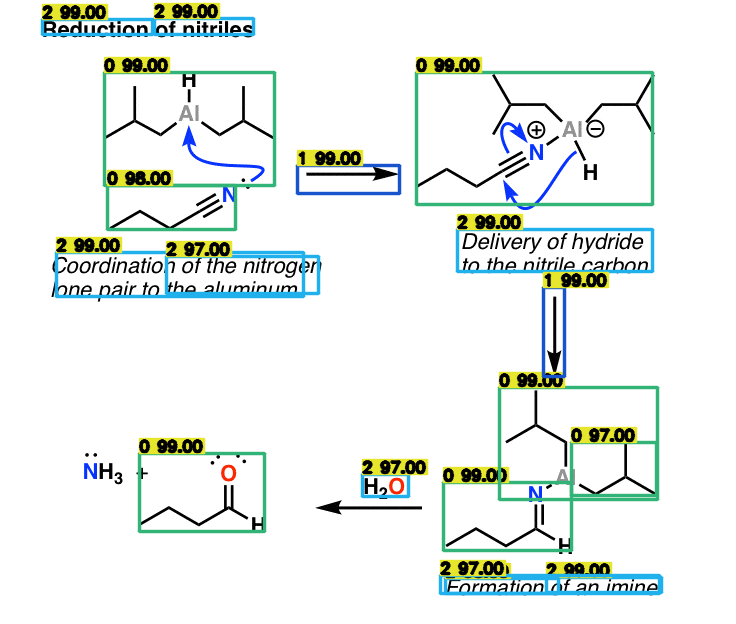 2 99.00 2 99.00
Reduction of nitriles
0 99.00
H
Al
0 98.00
N
1 99.00
0 99.00
Al
N
H
2 99.00
Delivery of hydride
to the nitrile carbon
2 99.00 2 97.00
Coordination of the nitrogen
lone pair to the aluminum
1 99.00
0 99.00
0 97.00
Al
0 99.00
N
H
2 97.00
H2O
0 99.00
NH3 +
O
H
2 97.00 2 99.00
Formation of an imine